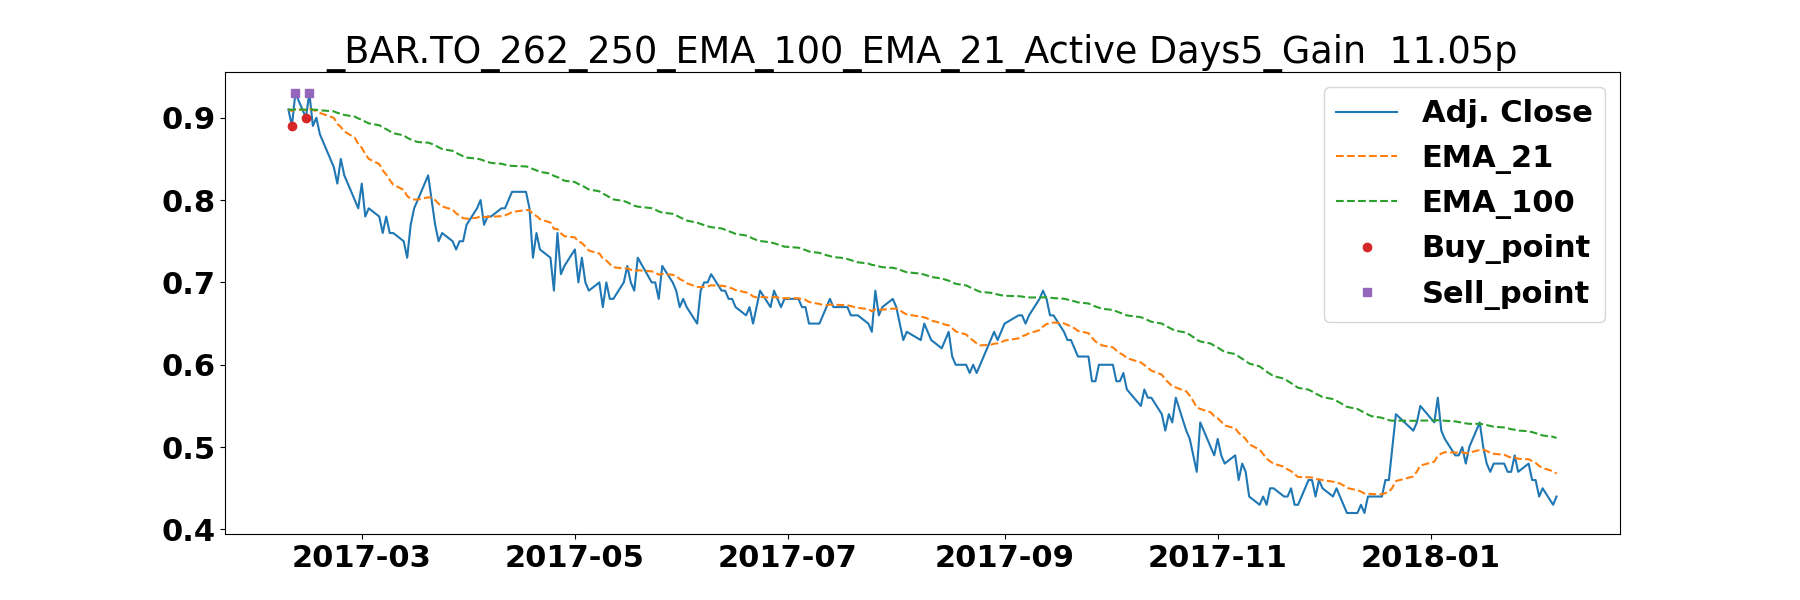 _BAR.TO_262_250_EMA_100_EMA_21_Active Days5_Gain  11.05p
0.9
0.8
0.7
0.6
0.5
0.4
2017-03
2017-05
2017-07
2017-09
2017-11
2018-01
Adj. Close
EMA_21
EMA_100
Buy_point
Sell_point